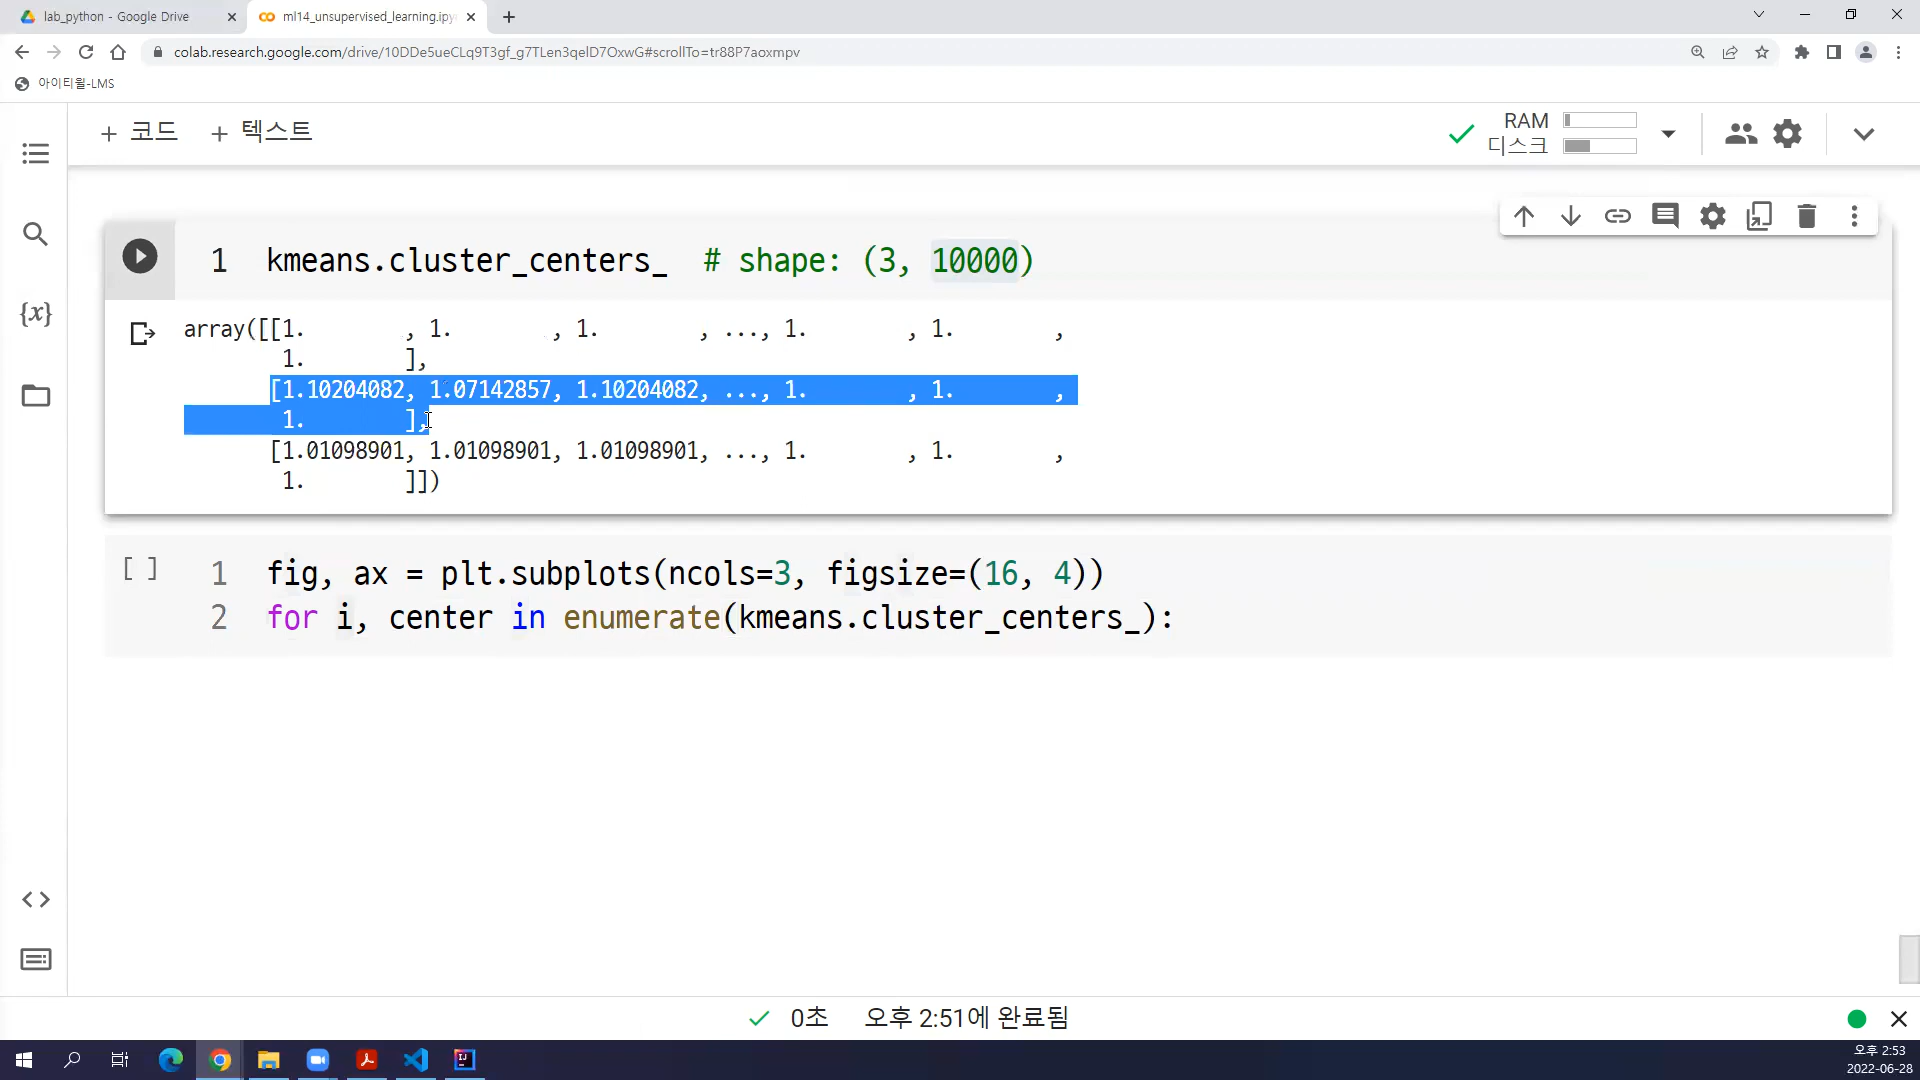 lab_python - Google Drive
ml14_unsupervised_learning.ipy
colab.research.google.com/drive/10DDe5ueCLq9T3gf_g7TLen3qelD7OxwG#scrollTo=tr88P7aoxmpv
아이티윌-LMS
+ 코드 + 텍스트
RAM
디스크
1 kmeans.cluster_centers_ # shape: (3, 10000)
array([[1. , 1. , 1. , ..., 1. , 1. ,
1. ],
[1.10204082, 1.07142857, 1.10204082, ..., 1. , 1. ,
1. ],
[1.01098901, 1.01098901, 1.01098901, ..., 1. , 1. ,
1. ]])
[ ] 1 fig, ax = plt.subplots(ncols=3, figsize=(16, 4))
2 for i, center in enumerate(kmeans.cluster_centers_):
0초 오후 2:51에 완료됨
오후 2:53
2022-06-28